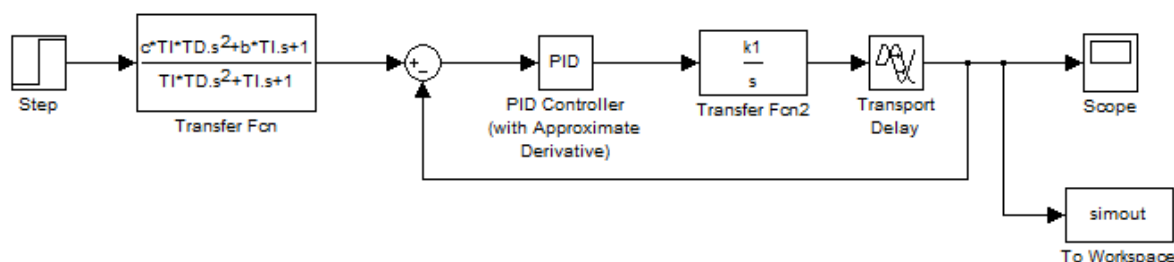 Step
c*TI*TD.s²+b*TI.s+1
TI*TD.s²+TI.s+1
Transfer Fcn
+
−
PID
PID Controller
(with Approximate
Derivative)
k1
s
Transfer Fcn2
Transport
Delay
Scope
simout
To Workspace